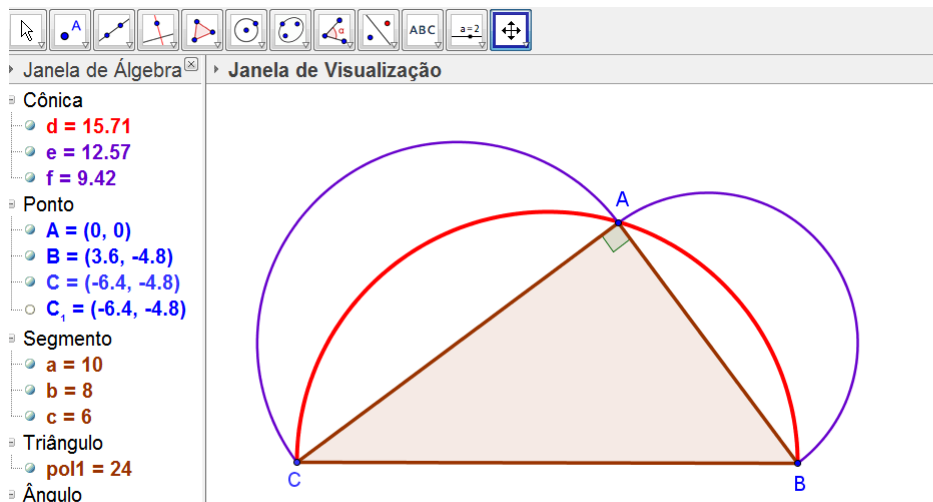 A
α
ABC
a=2
Janela de Álgebra
Janela de Visualização
Cônica
d = 15.71
e = 12.57
f = 9.42
Ponto
A = (0, 0)
B = (3.6, -4.8)
C = (-6.4, -4.8)
C₁ = (-6.4, -4.8)
Segmento
a = 10
b = 8
c = 6
Triângulo
pol1 = 24
Ângulo
A
C
B